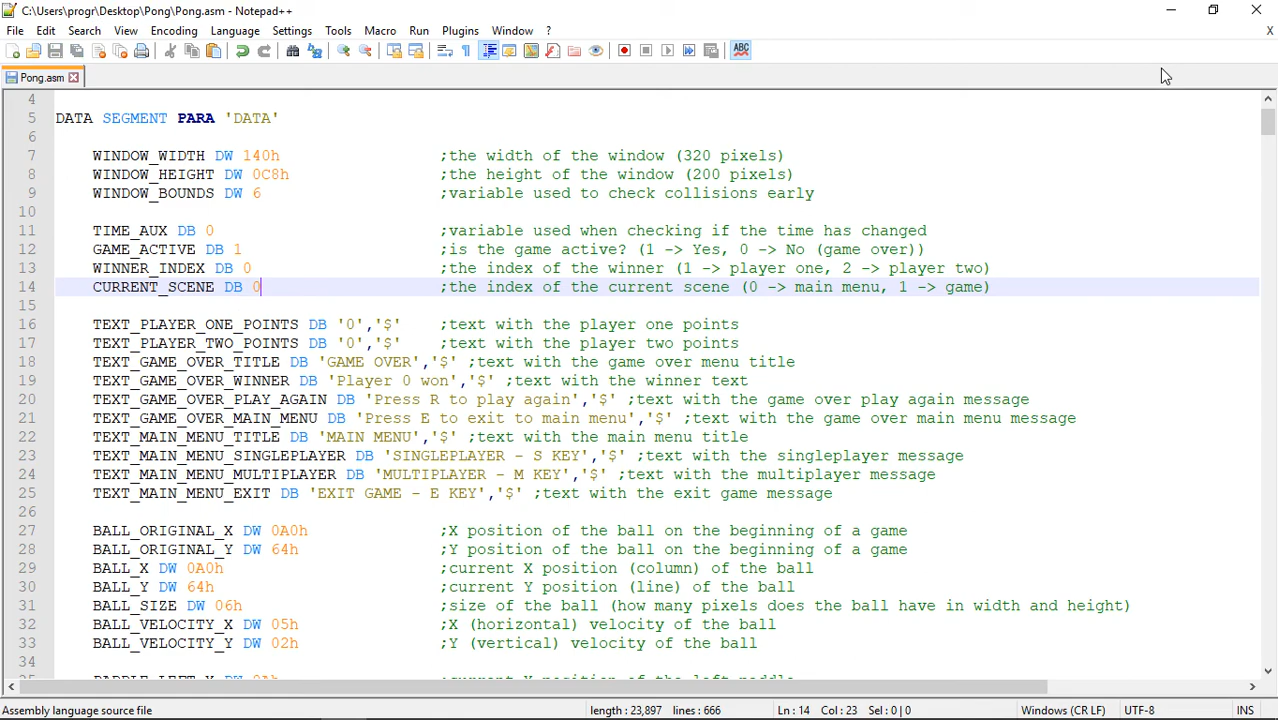 C:\Users\progr\Desktop\Pong\Pong.asm - Notepad++
File Edit Search View Encoding Language Settings Tools Macro Run Plugins Window ? X
ABC
Pong.asm
4
5 DATA SEGMENT PARA 'DATA'
6
7 WINDOW_WIDTH DW 140h ;the width of the window (320 pixels)
8 WINDOW_HEIGHT DW 0C8h ;the height of the window (200 pixels)
9 WINDOW_BOUNDS DW 6 ;variable used to check collisions early
10
11 TIME_AUX DB 0 ;variable used when checking if the time has changed
12 GAME_ACTIVE DB 1 ;is the game active? (1 -> Yes, 0 -> No (game over))
13 WINNER_INDEX DB 0 ;the index of the winner (1 -> player one, 2 -> player two)
14 CURRENT_SCENE DB 0 ;the index of the current scene (0 -> main menu, 1 -> game)
15
16 TEXT_PLAYER_ONE_POINTS DB '0','$' ;text with the player one points
17 TEXT_PLAYER_TWO_POINTS DB '0','$' ;text with the player two points
18 TEXT_GAME_OVER_TITLE DB 'GAME OVER','$' ;text with the game over menu title
19 TEXT_GAME_OVER_WINNER DB 'Player 0 won','$' ;text with the winner text
20 TEXT_GAME_OVER_PLAY_AGAIN DB 'Press R to play again','$' ;text with the game over play again message
21 TEXT_GAME_OVER_MAIN_MENU DB 'Press E to exit to main menu','$' ;text with the game over main menu message
22 TEXT_MAIN_MENU_TITLE DB 'MAIN MENU','$' ;text with the main menu title
23 TEXT_MAIN_MENU_SINGLEPLAYER DB 'SINGLEPLAYER - S KEY','$' ;text with the singleplayer message
24 TEXT_MAIN_MENU_MULTIPLAYER DB 'MULTIPLAYER - M KEY','$' ;text with the multiplayer message
25 TEXT_MAIN_MENU_EXIT DB 'EXIT GAME - E KEY','$' ;text with the exit game message
26
27 BALL_ORIGINAL_X DW 0A0h ;X position of the ball on the beginning of a game
28 BALL_ORIGINAL_Y DW 64h ;Y position of the ball on the beginning of a game
29 BALL_X DW 0A0h ;current X position (column) of the ball
30 BALL_Y DW 64h ;current Y position (line) of the ball
31 BALL_SIZE DW 06h ;size of the ball (how many pixels does the ball have in width and height)
32 BALL_VELOCITY_X DW 05h ;X (horizontal) velocity of the ball
33 BALL_VELOCITY_Y DW 02h ;Y (vertical) velocity of the ball
34
Assembly language source file length : 23,897 lines : 666 Ln : 14 Col : 23 Sel : 0 | 0 Windows (CR LF) UTF-8 INS